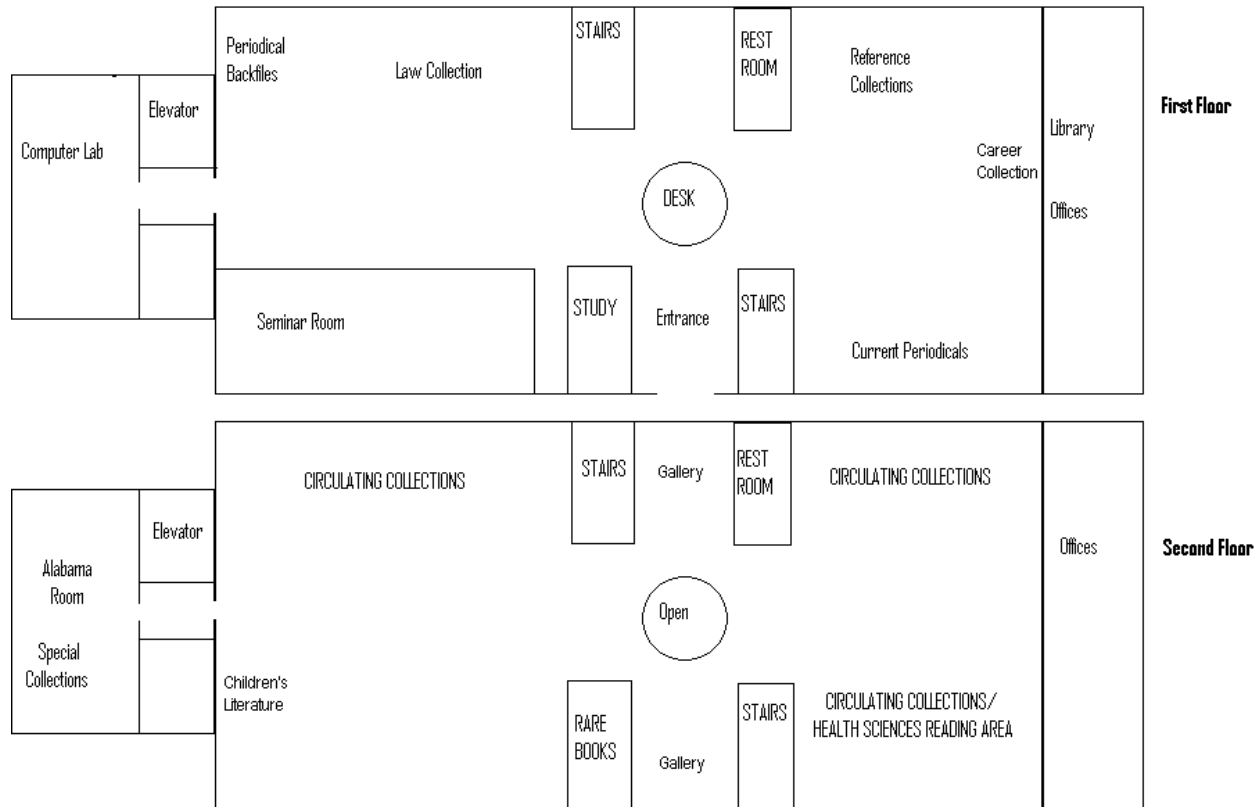 Periodical
Backfiles
Law Collection
STAIRS
REST
ROOM
Reference
Collections
First Floor
Elevator
Computer Lab
Library
Career
Collection
DESK
Offices
Seminar Room
STUDY
Entrance
STAIRS
Current Periodicals
CIRCULATING COLLECTIONS
STAIRS
Gallery
REST
ROOM
CIRCULATING COLLECTIONS
Elevator
Offices
Second Floor
Alabama
Room
Open
Special
Collections
Children's
Literature
RARE
BOOKS
Gallery
STAIRS
CIRCULATING COLLECTIONS/
HEALTH SCIENCES READING AREA